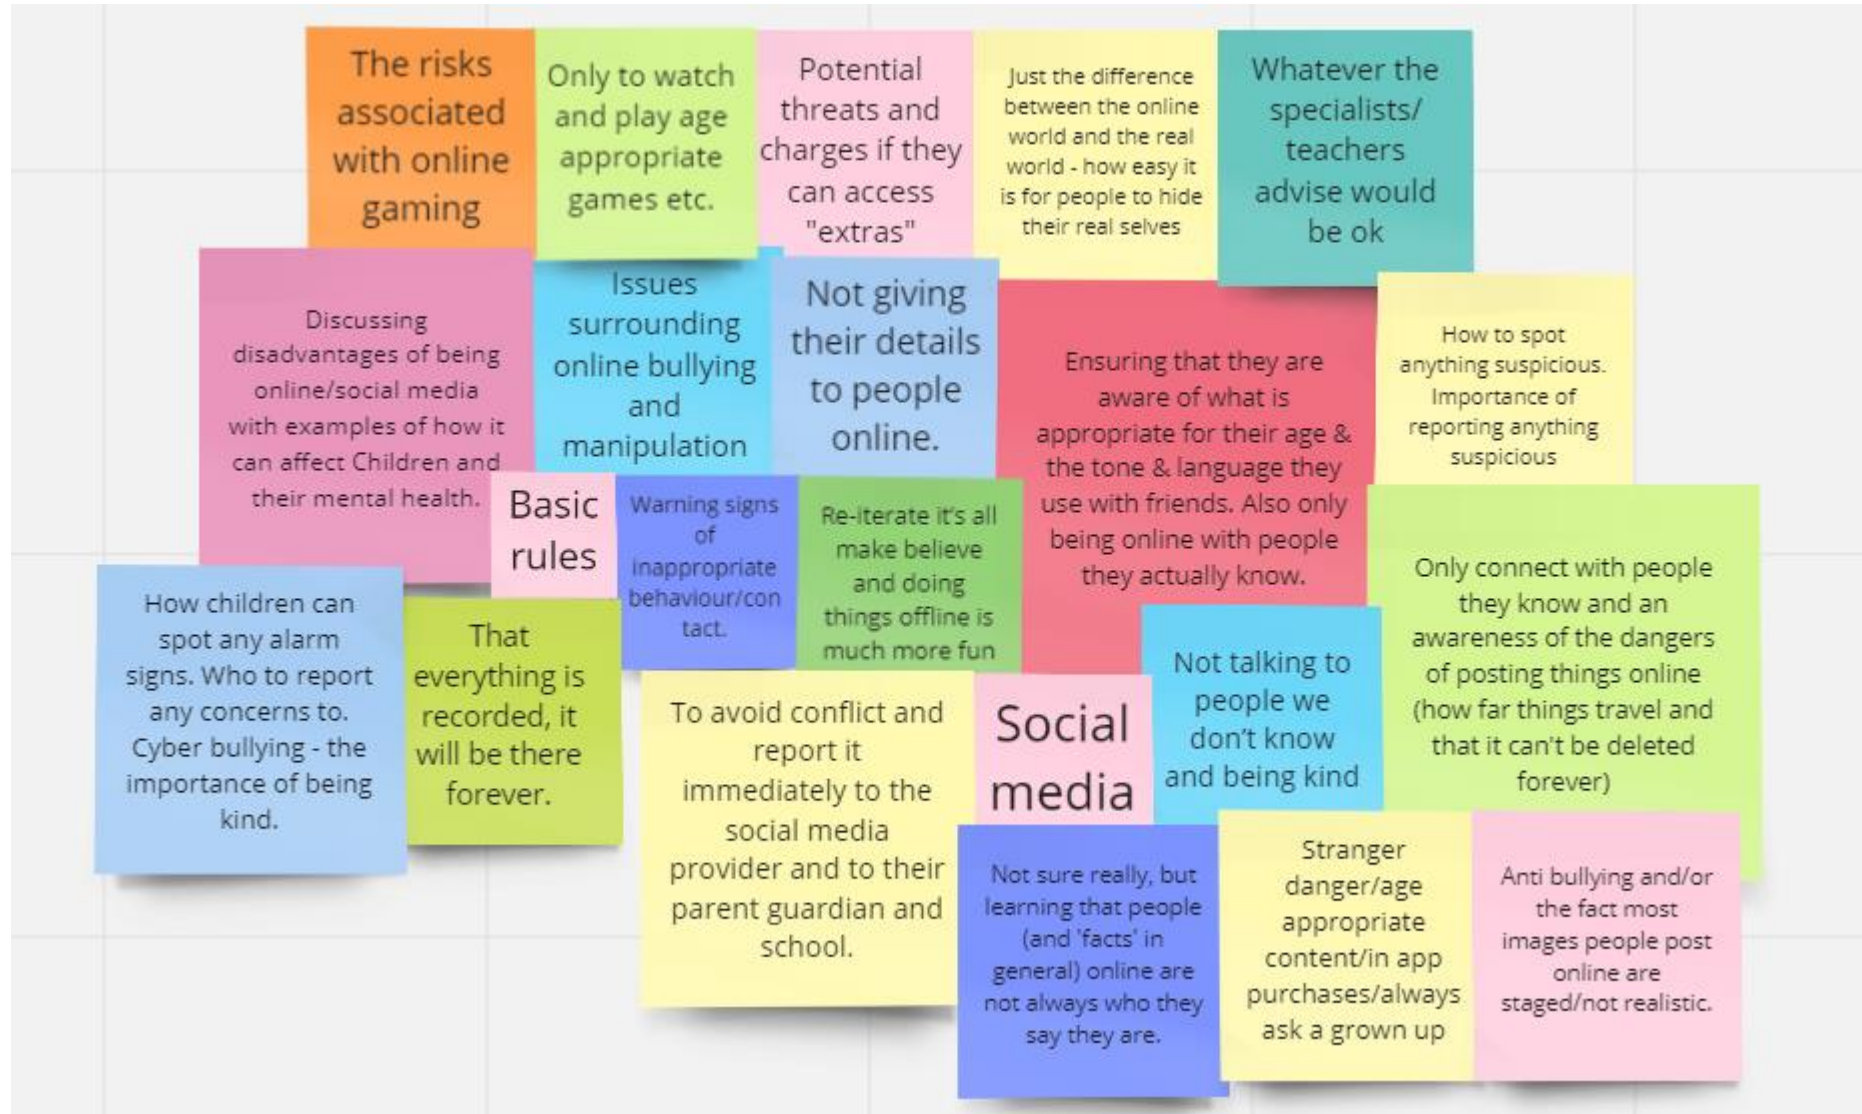 The risks
associated
with online
gaming
Only to watch
and play age
appropriate
games etc.
Potential
threats and
charges if they
can access
"extras"
Just the difference
between the online
world and the real
world - how easy it
is for people to hide
their real selves
Whatever the
specialists/
teachers
advise would
be ok
Discussing
disadvantages of being
online/social media
with examples of how it
can affect Children and
their mental health.
Issues
surrounding
online bullying
and
manipulation
Not giving
their details
to people
online.
Ensuring that they are
aware of what is
appropriate for their age &
the tone & language they
use with friends. Also only
being online with people
they actually know.
How to spot
anything suspicious.
Importance of
reporting anything
suspicious
Basic
rules
Warning signs
of
inappropriate
behaviour/con
tact.
Re-iterate it's all
make believe
and doing
things offline is
much more fun
Only connect with people
they know and an
awareness of the dangers
of posting things online
(how far things travel and
that it can't be deleted
forever)
How children can
spot any alarm
signs. Who to report
any concerns to.
Cyber bullying - the
importance of being
kind.
That
everything is
recorded, it
will be there
forever.
To avoid conflict and
report it
immediately to the
social media
provider and to their
parent guardian and
school.
Social
media
Not talking to
people we
don't know
and being kind
Not sure really, but
learning that people
(and 'facts' in
general) online are
not always who they
say they are.
Stranger
danger/age
appropriate
content/in app
purchases/always
ask a grown up
Anti bullying and/or
the fact most
images people post
online are
staged/not realistic.